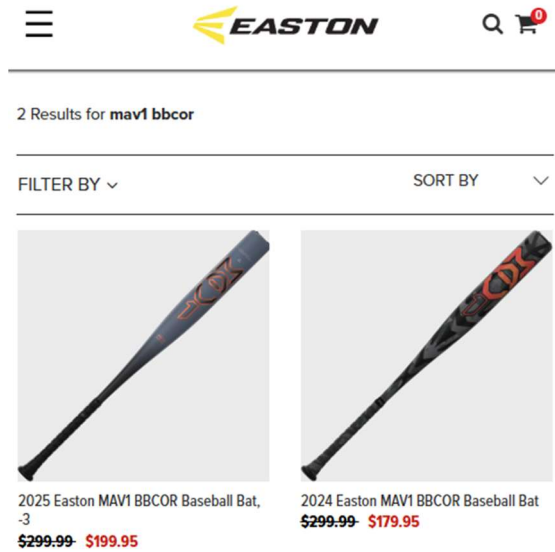 0
EASTON
2 Results for mav1 bbcor
FILTER BY
SORT BY
2025 Easton MAV1 BBCOR Baseball Bat,
-3
$299.99 $199.95
2024 Easton MAV1 BBCOR Baseball Bat
$299.99 $179.95